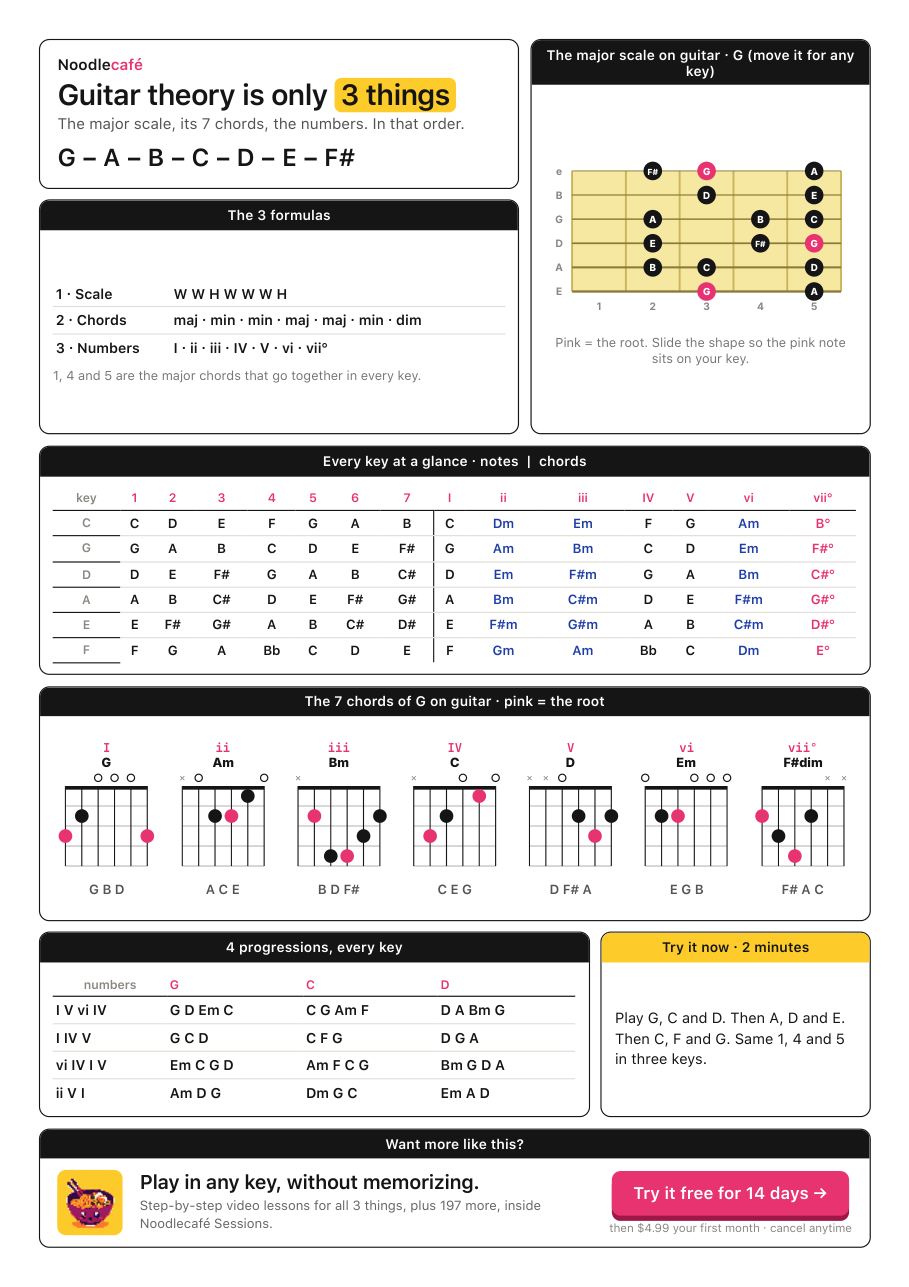 Noodlecafé
Guitar theory is only 3 things
The major scale, its 7 chords, the numbers. In that order.
G – A – B – C – D – E – F#
The 3 formulas
1 · Scale W W H W W W H
2 · Chords maj · min · min · maj · maj · min · dim
3 · Numbers I · ii · iii · IV · V · vi · vii°
1, 4 and 5 are the major chords that go together in every key.
The major scale on guitar · G (move it for any
key)
e F# G A
B D E
G A B C
D E F# G
A B C D
E G A
1 2 3 4 5
Pink = the root. Slide the shape so the pink note
sits on your key.
Every key at a glance · notes | chords
key 1 2 3 4 5 6 7 I ii iii IV V vi vii°
C C D E F G A B C Dm Em F G Am B°
G G A B C D E F# G Am Bm C D Em F#°
D D E F# G A B C# D Em F#m G A Bm C#°
A A B C# D E F# G# A Bm C#m D E F#m G#°
E E F# G# A B C# D# E F#m G#m A B C#m D#°
F F G A Bb C D E F Gm Am Bb C Dm E°
The 7 chords of G on guitar · pink = the root
I ii iii IV V vi vii°
G Am Bm C D Em F#dim
× × × × × × ×
G B D A C E B D F# C E G D F# A E G B F# A C
4 progressions, every key
numbers G C D
I V vi IV G D Em C C G Am F D A Bm G
I IV V G C D C F G D G A
vi IV I V Em C G D Am F C G Bm G D A
ii V I Am D G Dm G C Em A D
Try it now · 2 minutes
Play G, C and D. Then A, D and E.
Then C, F and G. Same 1, 4 and 5
in three keys.
Want more like this?
Play in any key, without memorizing.
Step-by-step video lessons for all 3 things, plus 197 more, inside
Noodlecafé Sessions.
Try it free for 14 days →
then $4.99 your first month · cancel anytime